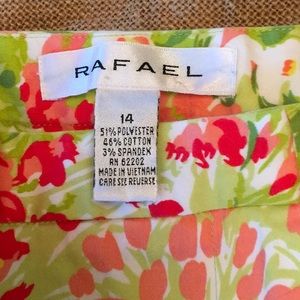 RAFAEL
14
51% POLYESTER
46% COTTON
3% SPANDEX
RN 62202
MADE IN VIETNAM
CARE SEE REVERSE